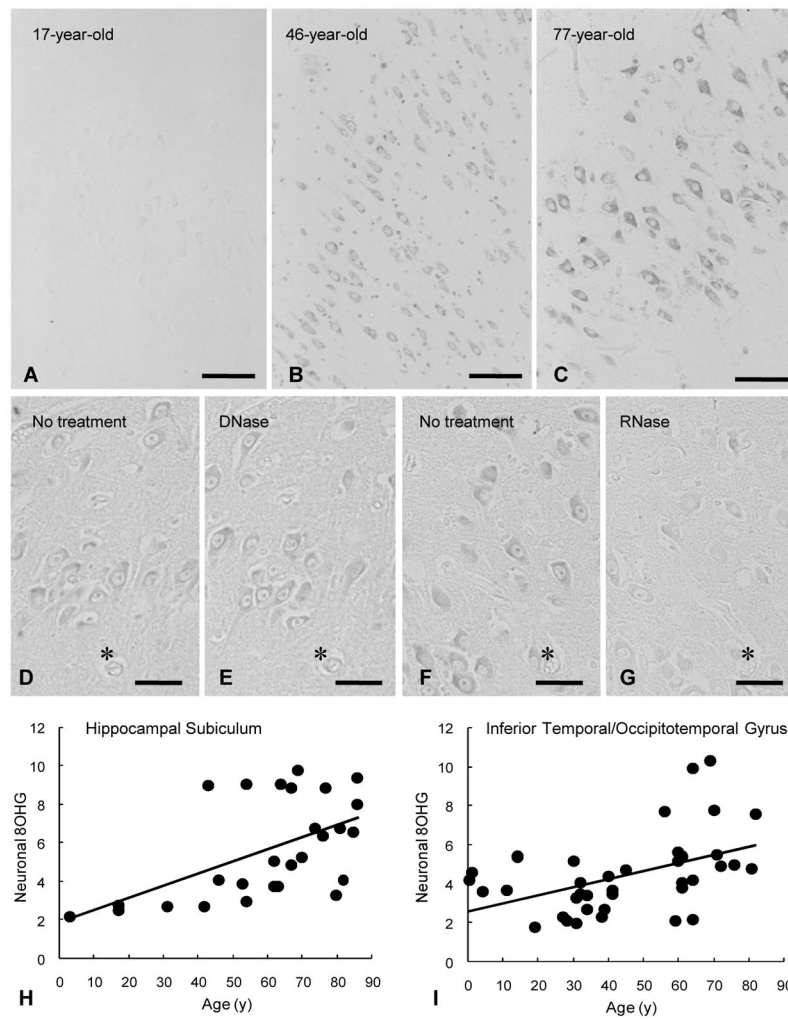 17-year-old
46-year-old
77-year-old
A
B
C
No treatment
DNase
No treatment
RNase
*
*
*
*
D
E
F
G
Hippocampal Subiculum
Neuronal 8OHG
12
10
8
6
4
2
0
0 10 20 30 40 50 60 70 80 90
Age (y)
H
Inferior Temporal/Occipitotemporal Gyrus
Neuronal 8OHG
12
10
8
6
4
2
0
0 10 20 30 40 50 60 70 80 90
Age (y)
I